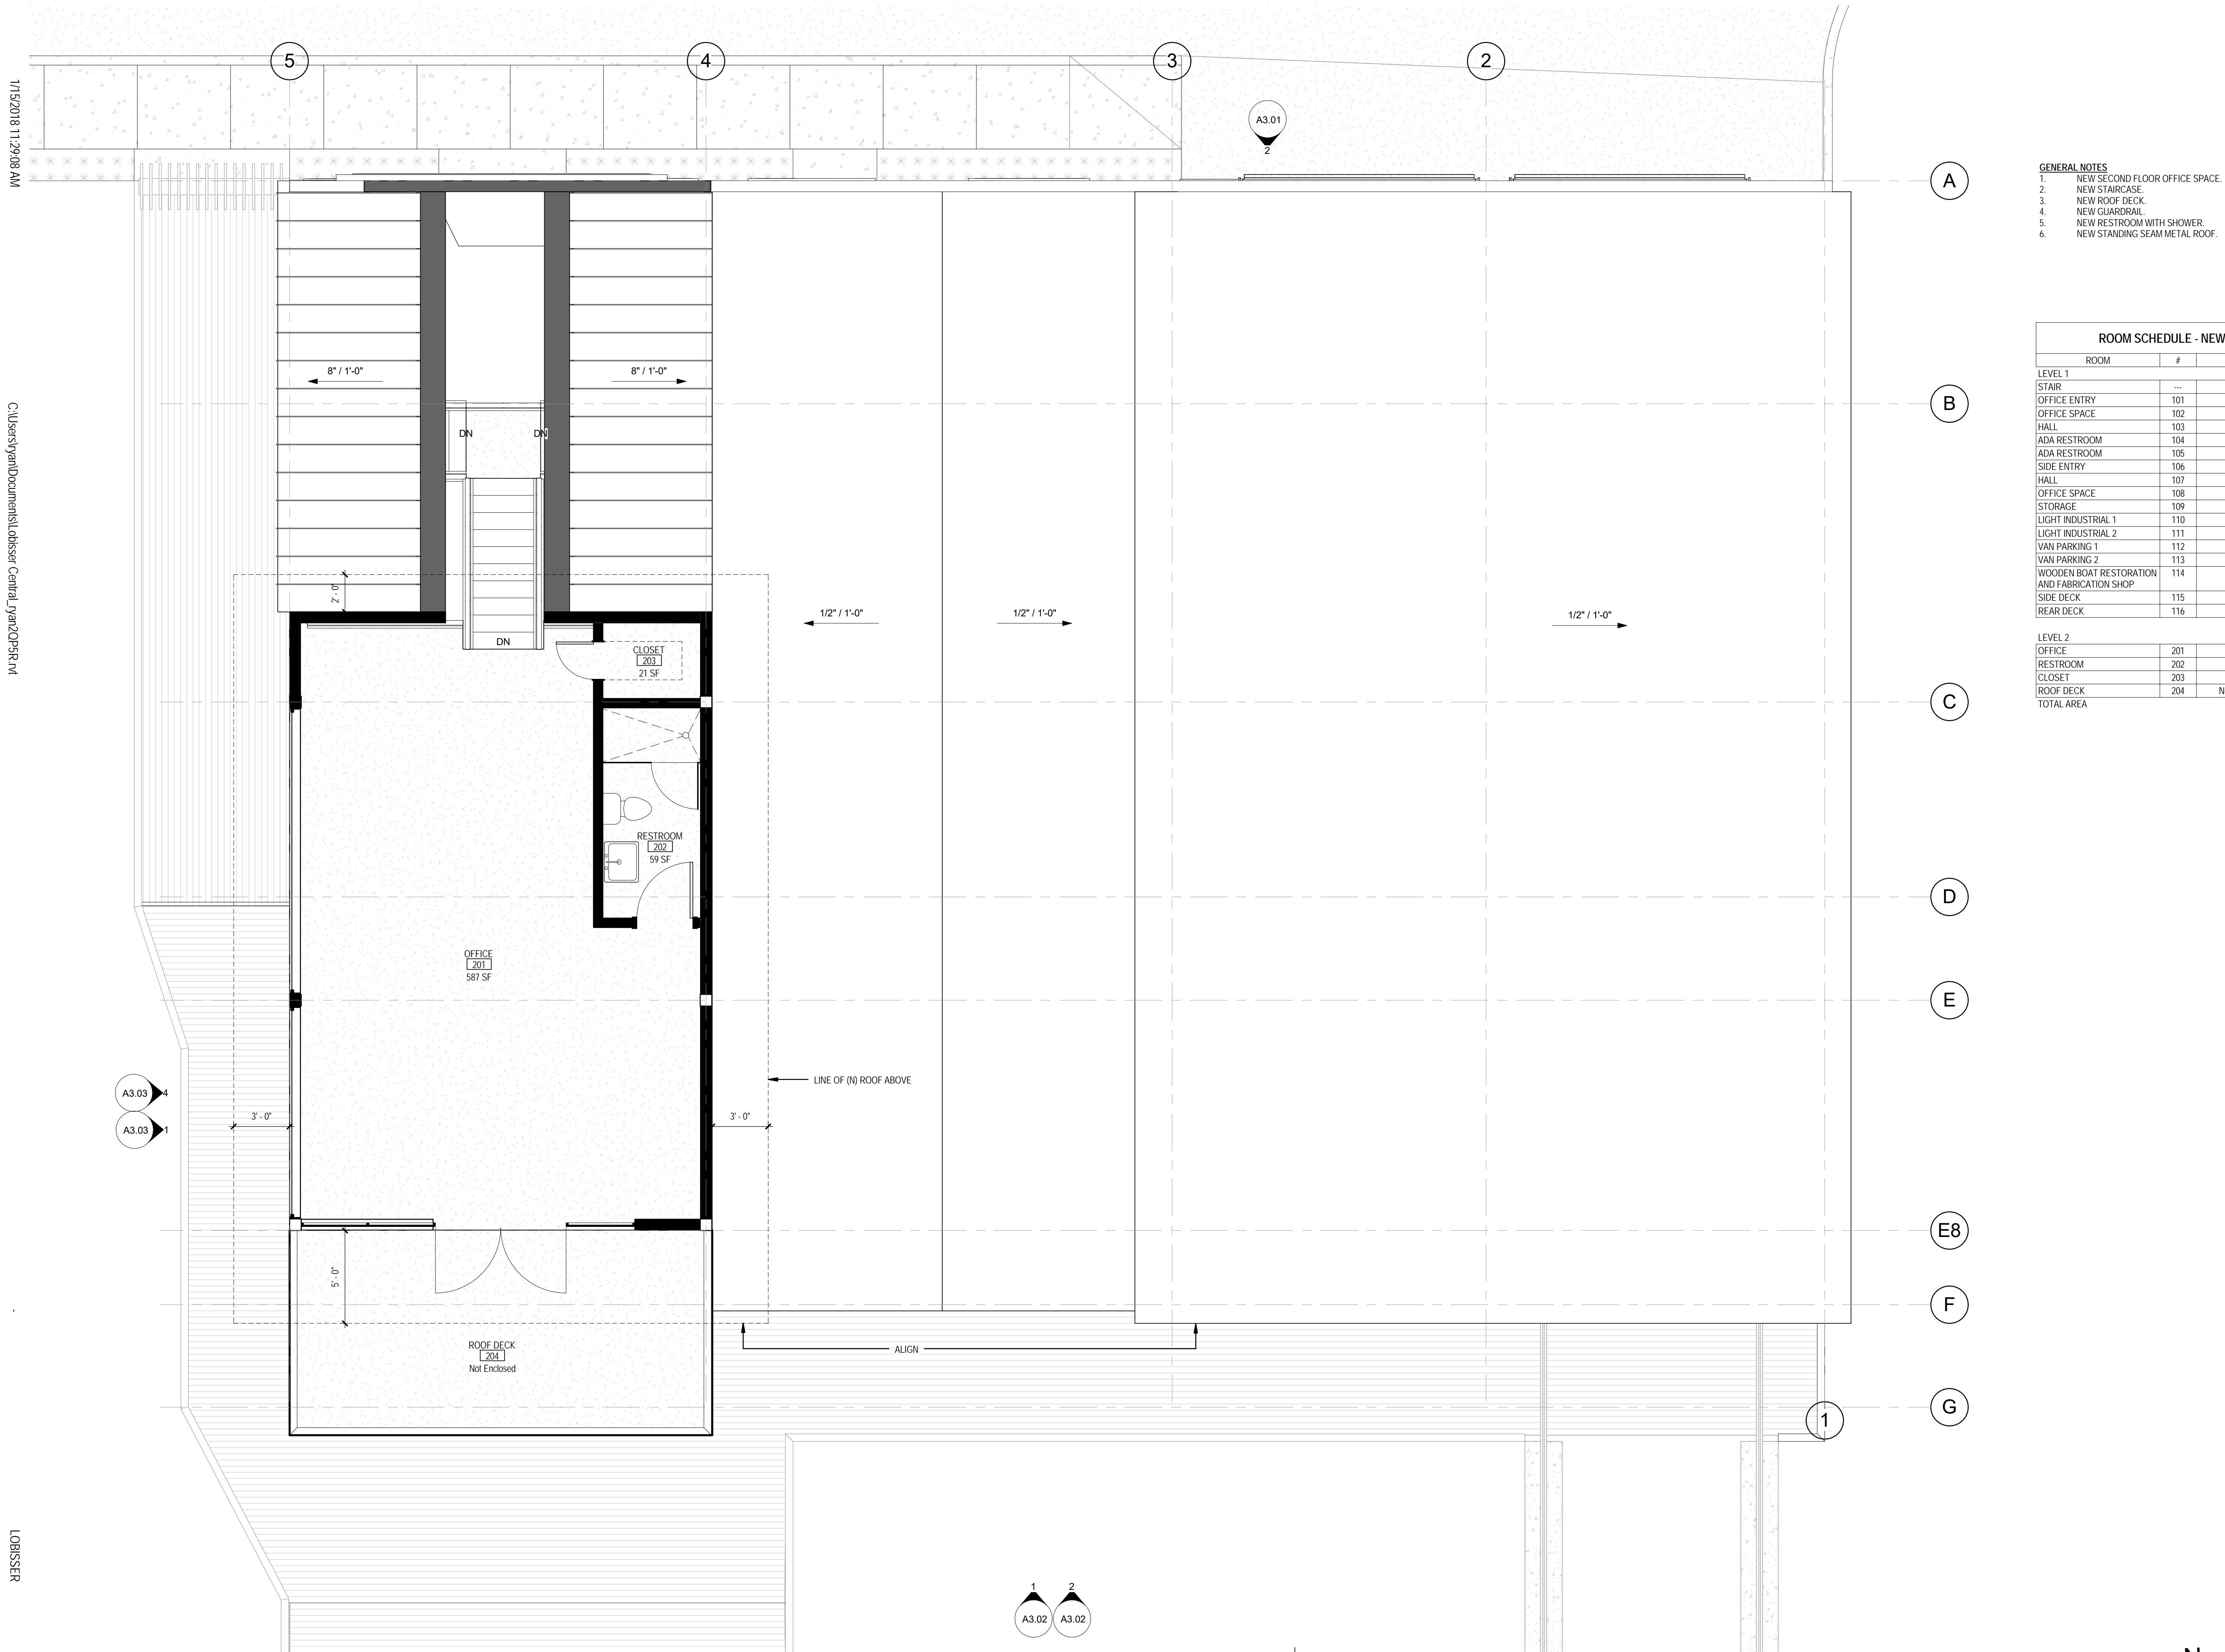 1/15/2018 11:29:08 AM
C:\Users\ryan\Documents\Lobisser Central_ryan2OP5R.rvt
-
LOBISSER
5
4
3
2
A3.01
2
A
B
C
D
E
E8
F
G
1
8" / 1'-0"
8" / 1'-0"
DN
DN
2' - 0"
DN
CLOSET
203
21 SF
1/2" / 1'-0"
1/2" / 1'-0"
1/2" / 1'-0"
RESTROOM
202
59 SF
OFFICE
201
587 SF
LINE OF (N) ROOF ABOVE
A3.03
4
A3.03
1
3' - 0"
3' - 0"
5' - 0"
ROOF DECK
204
Not Enclosed
ALIGN
1
2
A3.02
A3.02
GENERAL NOTES
1. NEW SECOND FLOOR OFFICE SPACE.
2. NEW STAIRCASE.
3. NEW ROOF DECK.
4. NEW GUARDRAIL.
5. NEW RESTROOM WITH SHOWER.
6. NEW STANDING SEAM METAL ROOF.
ROOM SCHEDULE - NEW
ROOM #
LEVEL 1
STAIR ---
OFFICE ENTRY 101
OFFICE SPACE 102
HALL 103
ADA RESTROOM 104
ADA RESTROOM 105
SIDE ENTRY 106
HALL 107
OFFICE SPACE 108
STORAGE 109
LIGHT INDUSTRIAL 1 110
LIGHT INDUSTRIAL 2 111
VAN PARKING 1 112
VAN PARKING 2 113
WOODEN BOAT RESTORATION 114
AND FABRICATION SHOP
SIDE DECK 115
REAR DECK 116
LEVEL 2
OFFICE 201
RESTROOM 202
CLOSET 203
ROOF DECK 204 N
TOTAL AREA